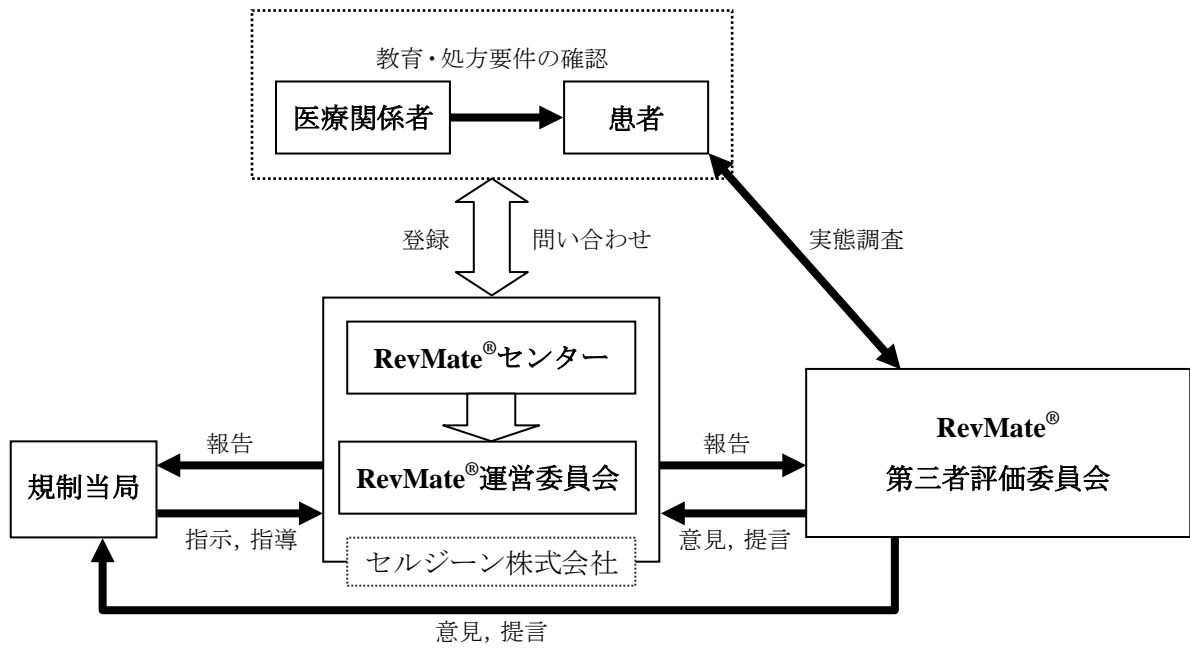 教育・処方要件の確認
医療関係者
患者
登録
問い合わせ
実態調査
RevMate®センター
RevMate®運営委員会
セルジーン株式会社
報告
規制当局
指示，指導
報告
意見，提言
RevMate®
第三者評価委員会
意見，提言